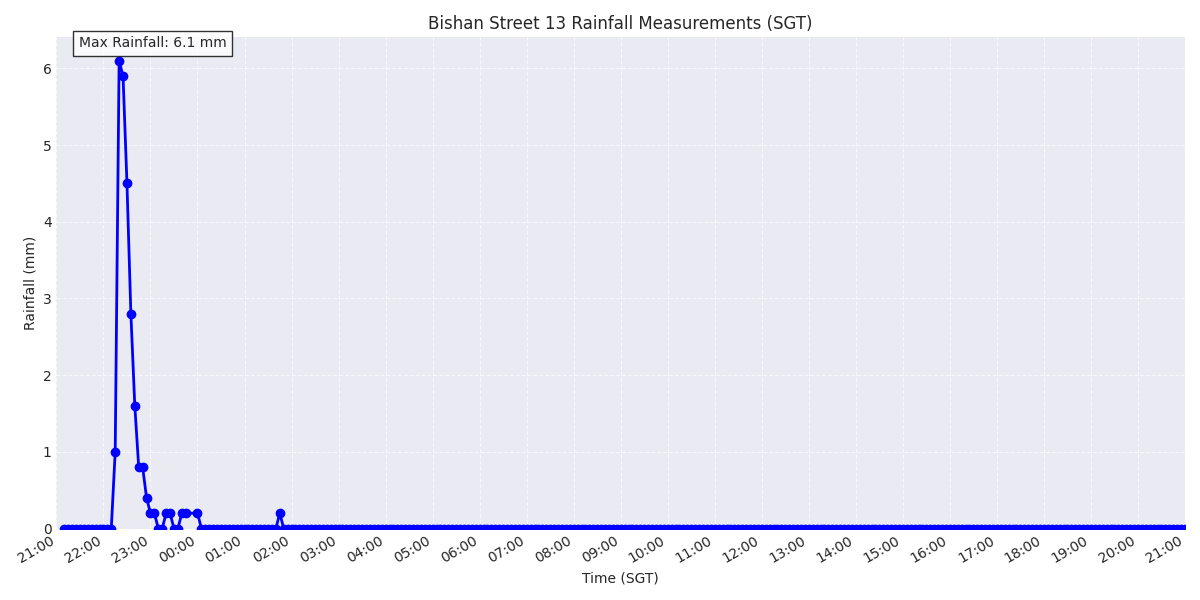 Bishan Street 13 Rainfall Measurements (SGT)
Max Rainfall: 6.1 mm
6
5
4
3
2
1
0
Rainfall (mm)
21:00 22:00 23:00 00:00 01:00 02:00 03:00 04:00 05:00 06:00 07:00 08:00 09:00 10:00 11:00 12:00 13:00 14:00 15:00 16:00 17:00 18:00 19:00 20:00 21:00
Time (SGT)